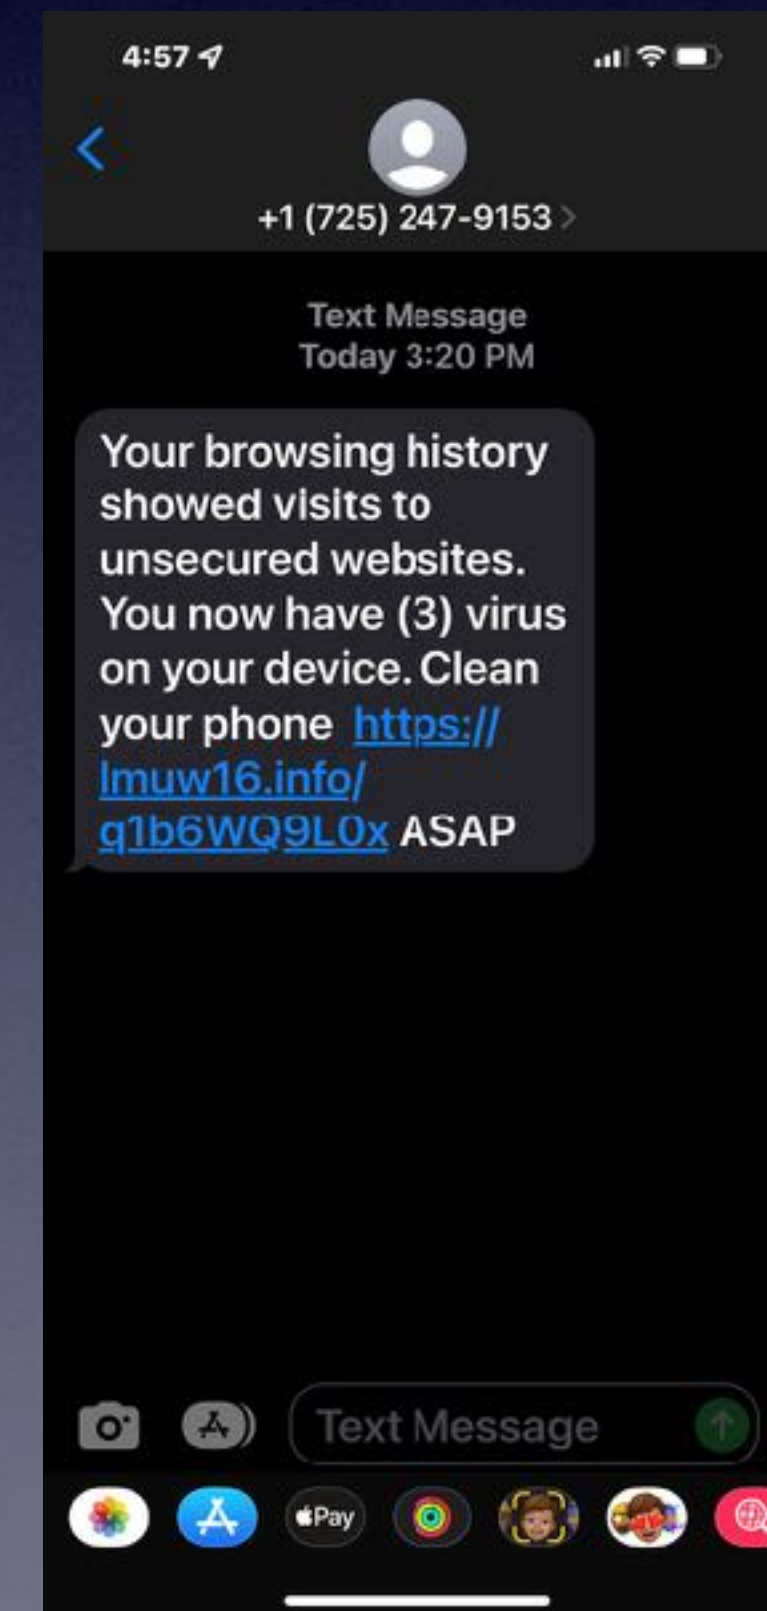 4:57
+1 (725) 247-9153
Text Message
Today 3:20 PM
Your browsing history
showed visits to
unsecured websites.
You now have (3) virus
on your device. Clean
your phone https://
lmuw16.info/
q1b6WQ9L0x ASAP
Text Message
Pay